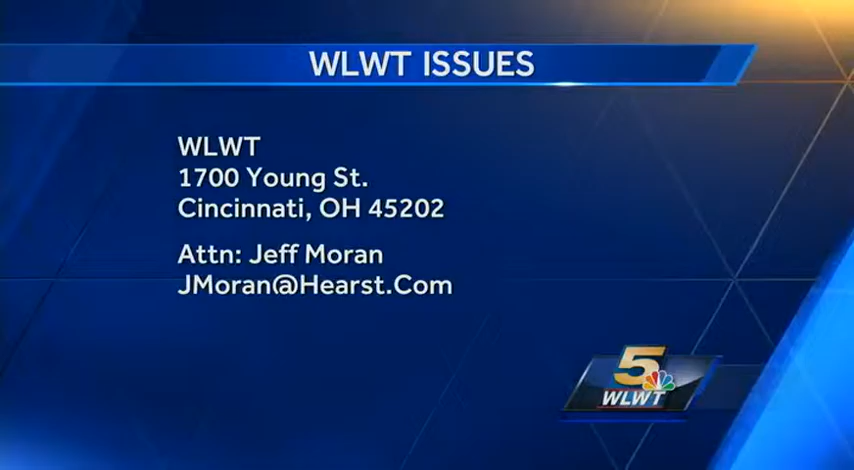 WLWT ISSUES
WLWT
1700 Young St.
Cincinnati, OH 45202
Attn: Jeff Moran
JMoran@Hearst.Com
5
WLWT